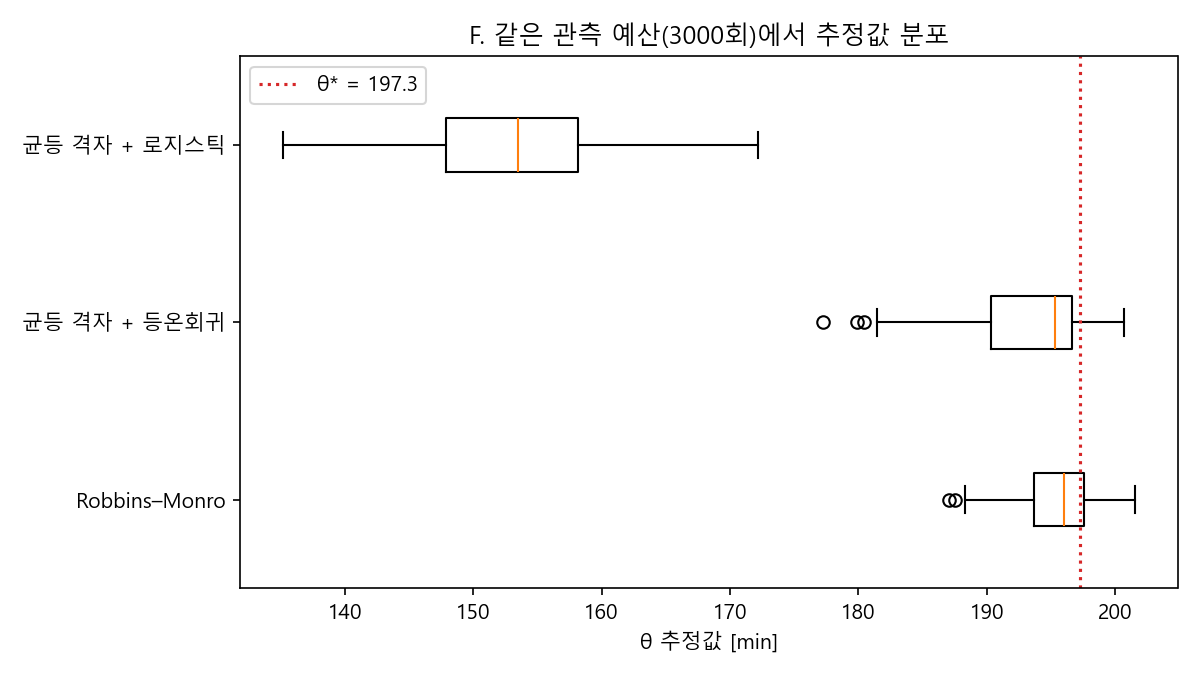 F. 같은 관측 예산(3000회)에서 추정값 분포
θ* = 197.3
균등 격자 + 로지스틱
균등 격자 + 등온회귀
Robbins–Monro
140 150 160 170 180 190 200
θ 추정값 [min]